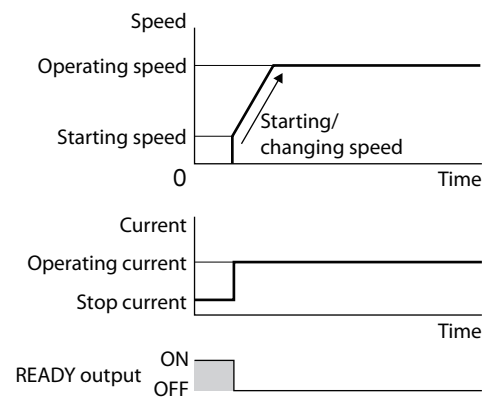 Speed
Operating speed
Starting speed
Starting/
changing speed
0
Time
Current
Operating current
Stop current
Time
READY output
ON
OFF